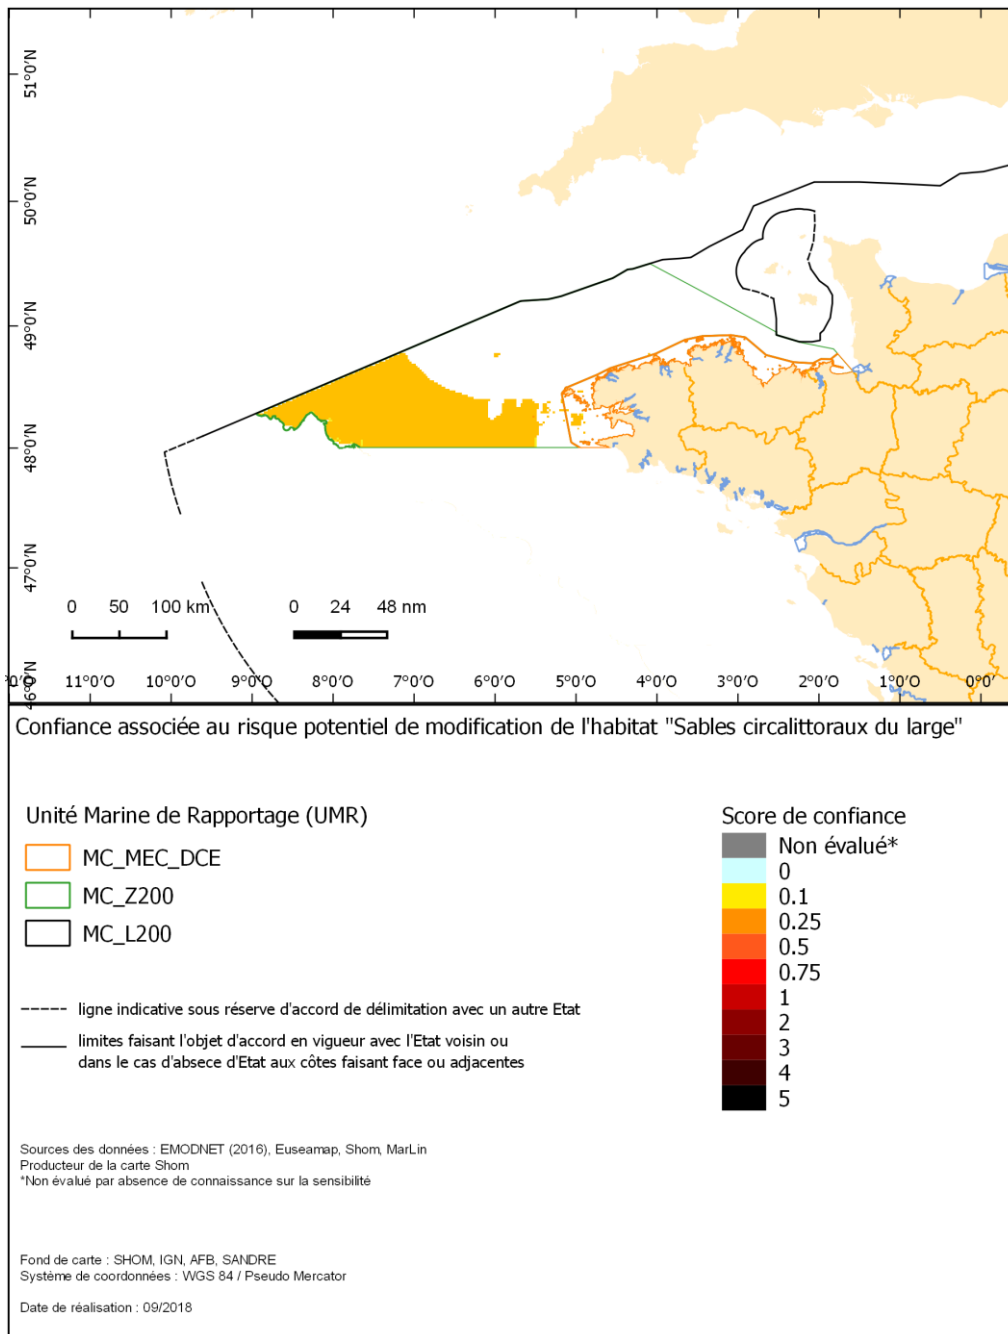 51°0'N
50°0'N
49°0'N
48°0'N
47°0'N
46°0'N
0 50 100 km
0 24 48 nm
11°0'O 10°0'O 9°0'O 8°0'O 7°0'O 6°0'O 5°0'O 4°0'O 3°0'O 2°0'O 1°0'O 0°0'
Confiance associée au risque potentiel de modification de l'habitat "Sables circalittoraux du large"
Unité Marine de Rapportage (UMR)
MC_MEC_DCE
MC_Z200
MC_L200
ligne indicative sous réserve d'accord de délimitation avec un autre Etat
limites faisant l'objet d'accord en vigueur avec l'Etat voisin ou
dans le cas d'absece d'Etat aux côtes faisant face ou adjacentes
Score de confiance
Non évalué*
0
0.1
0.25
0.5
0.75
1
2
3
4
5
Sources des données : EMODNET (2016), Euseamap, Shom, MarLin
Producteur de la carte Shom
*Non évalué par absence de connaissance sur la sensibilité
Fond de carte : SHOM, IGN, AFB, SANDRE
Système de coordonnées : WGS 84 / Pseudo Mercator
Date de réalisation : 09/2018